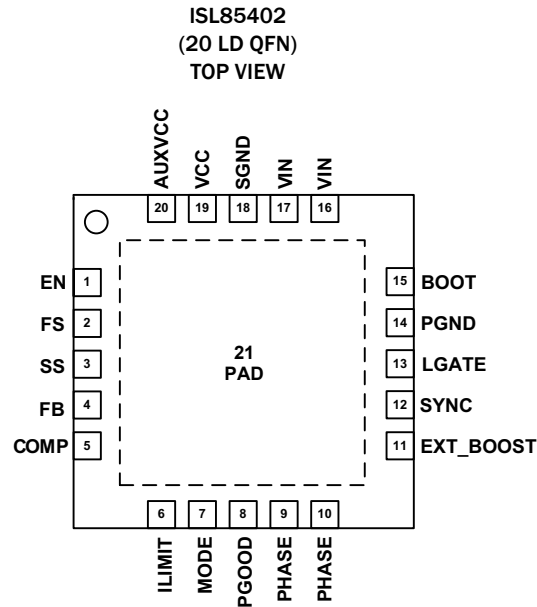 ISL85402
(20 LD QFN)
TOP VIEW
AUXVCC
VCC
SGND
VIN
VIN
20 19 18 17 16
EN 1
FS 2
SS 3
FB 4
COMP 5
21
PAD
15 BOOT
14 PGND
13 LGATE
12 SYNC
11 EXT_BOOST
6 7 8 9 10
ILIMIT
MODE
PGOOD
PHASE
PHASE